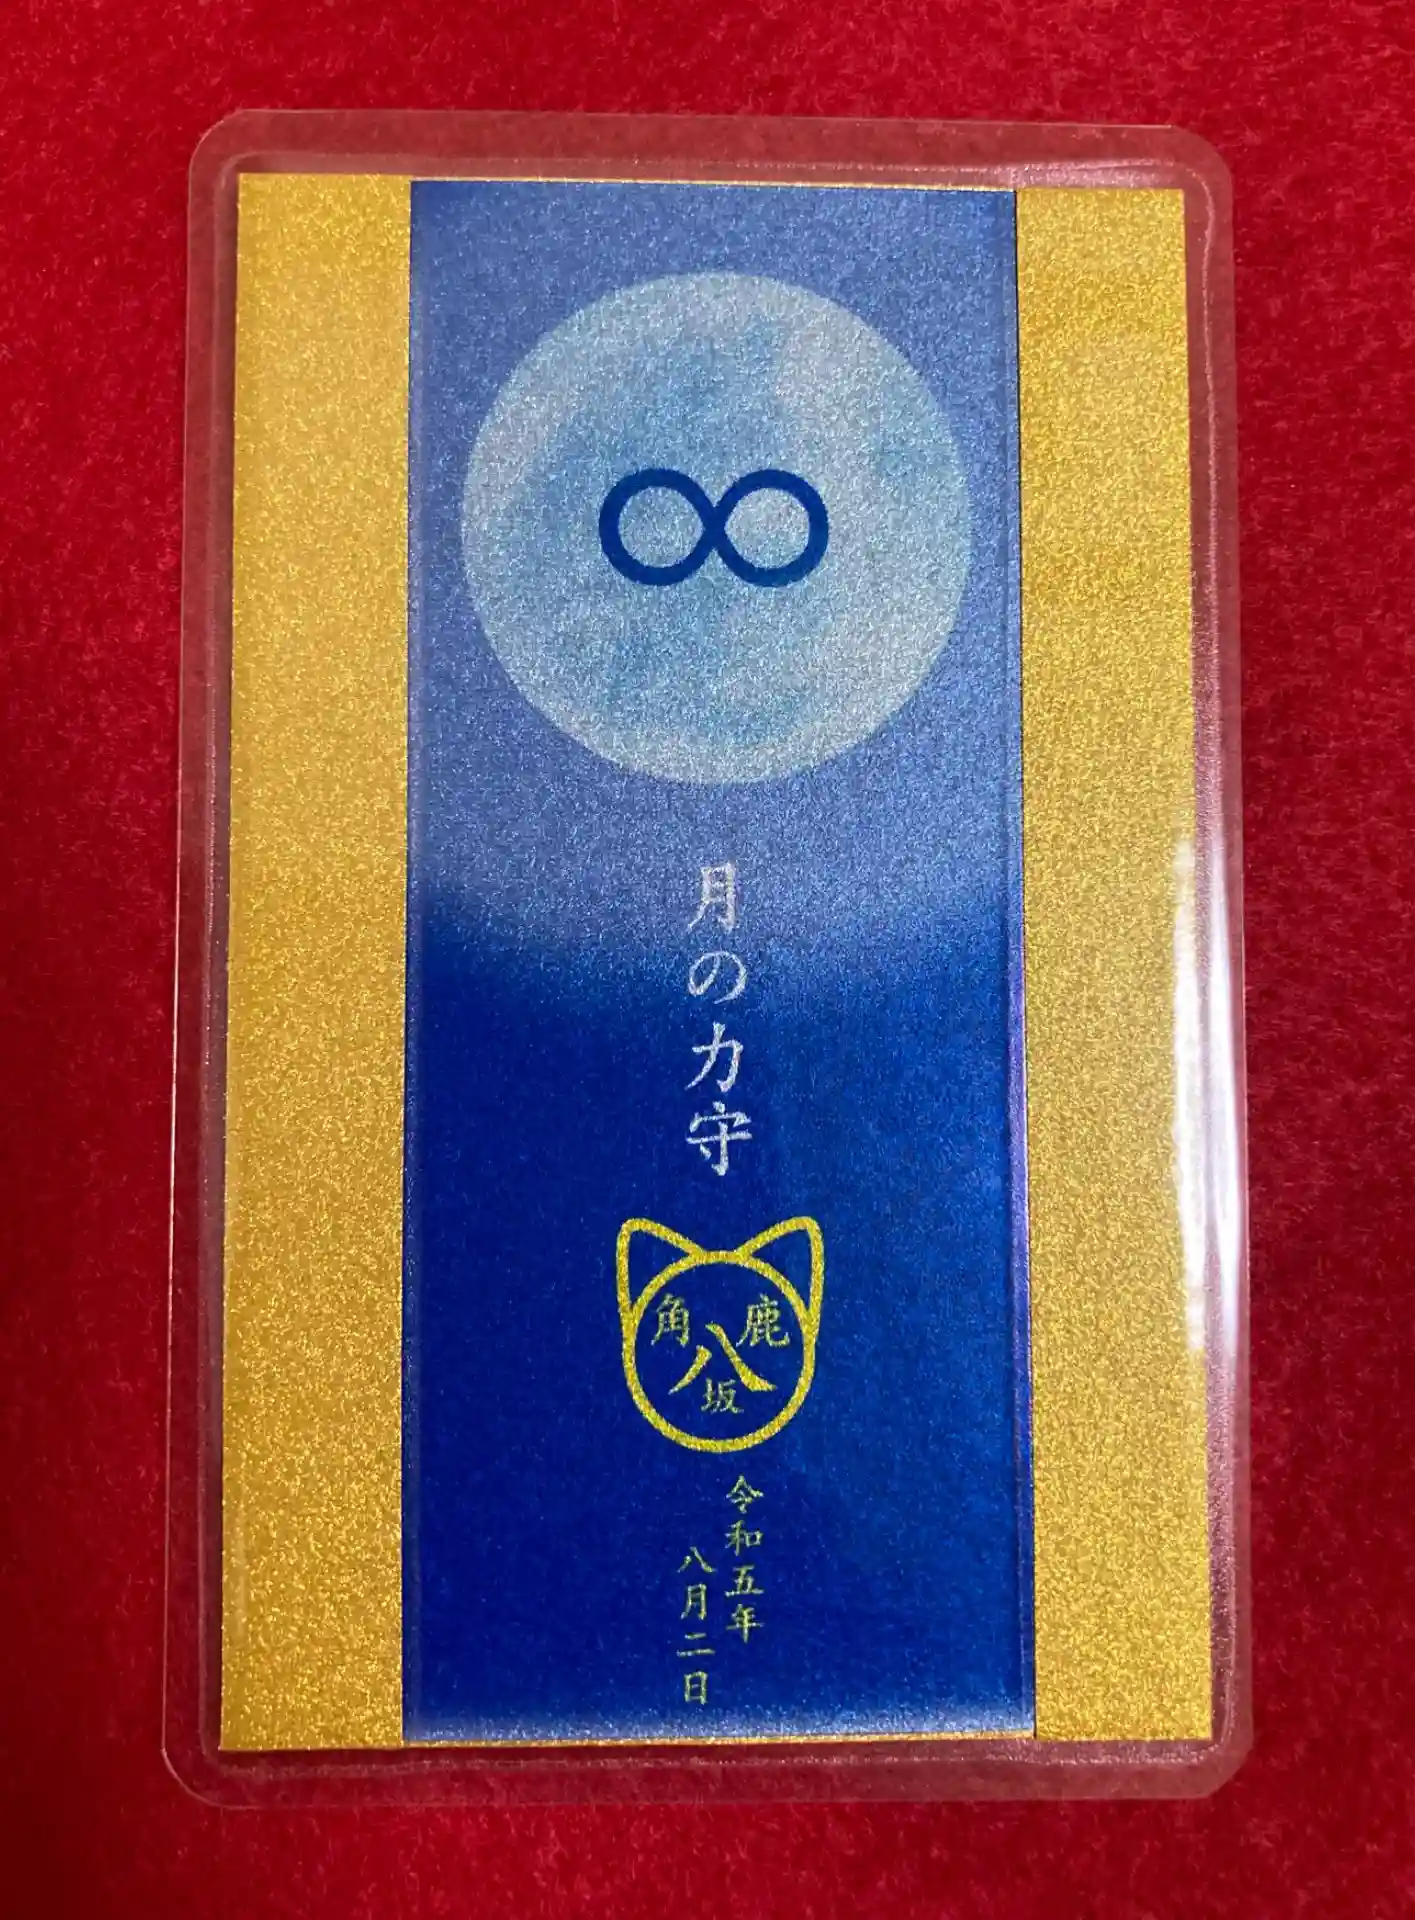 ∞
月の力守
鹿角
八坂
令和五年
八月二日